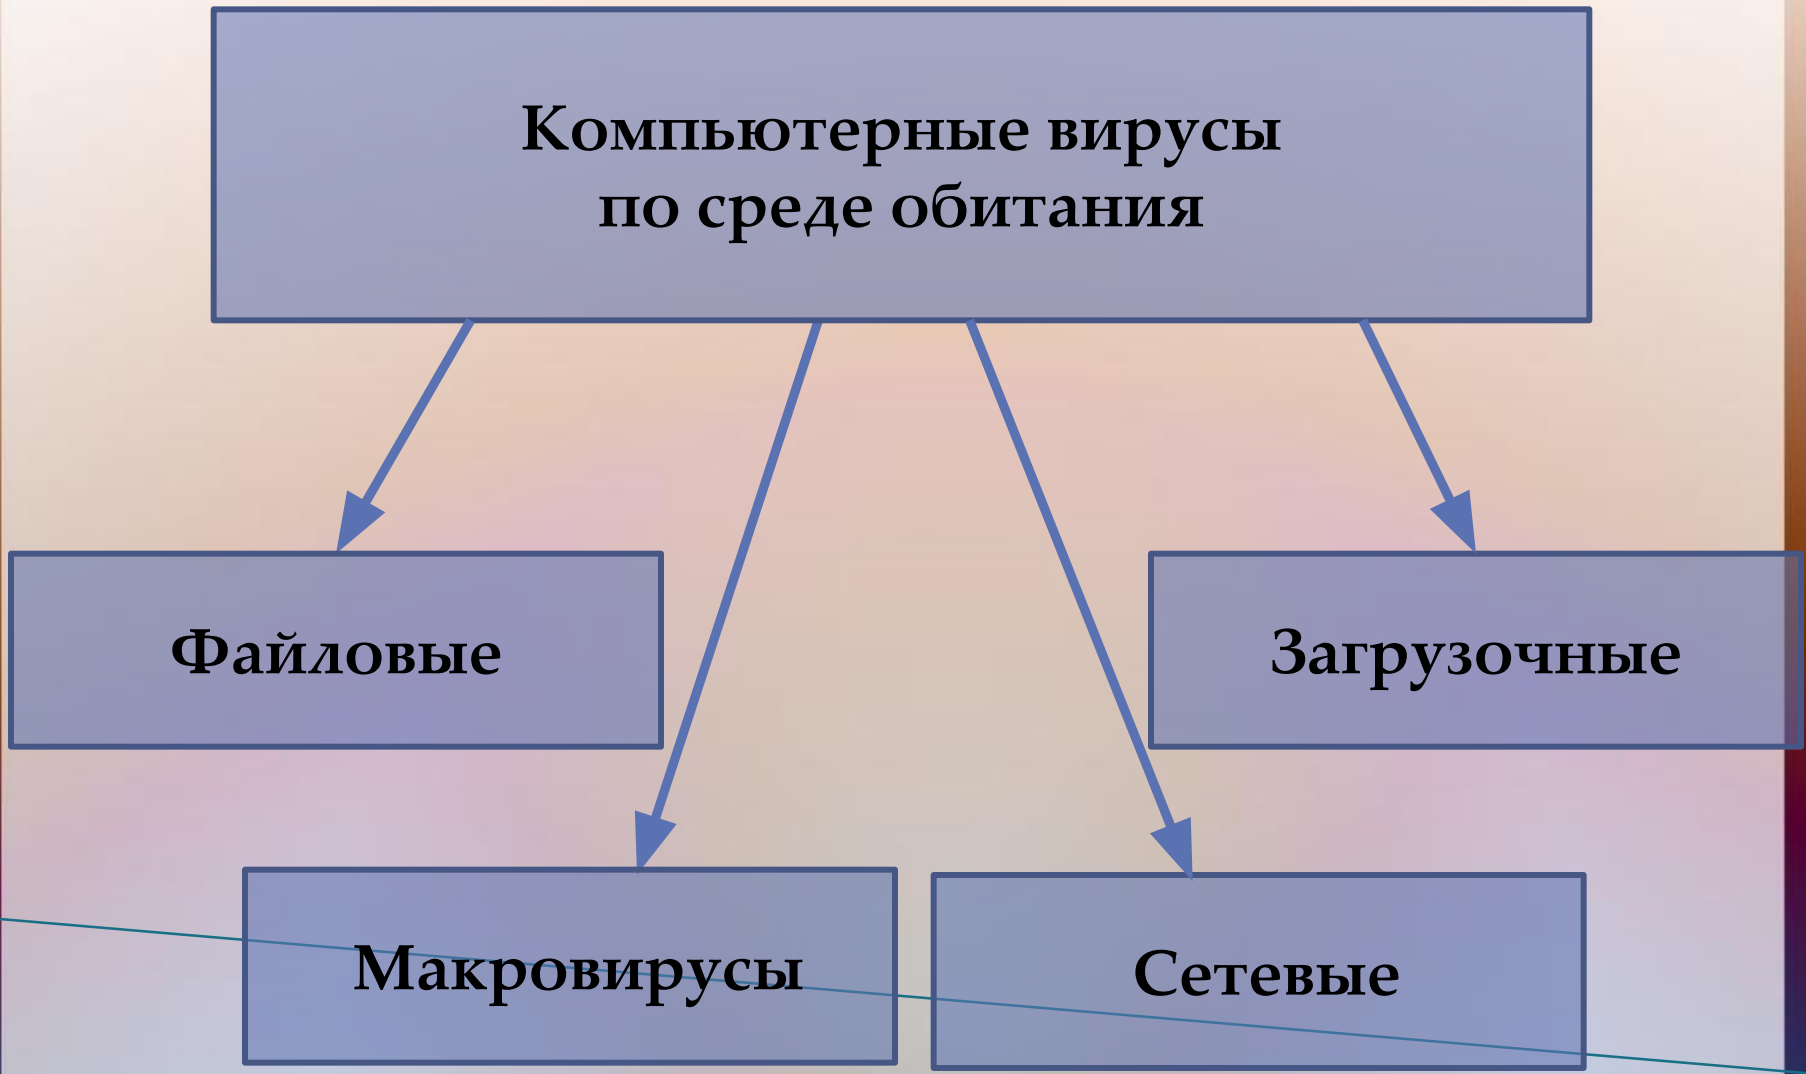 Компьютерные вирусы
по среде обитания
Файловые
Загрузочные
Макровирусы
Сетевые